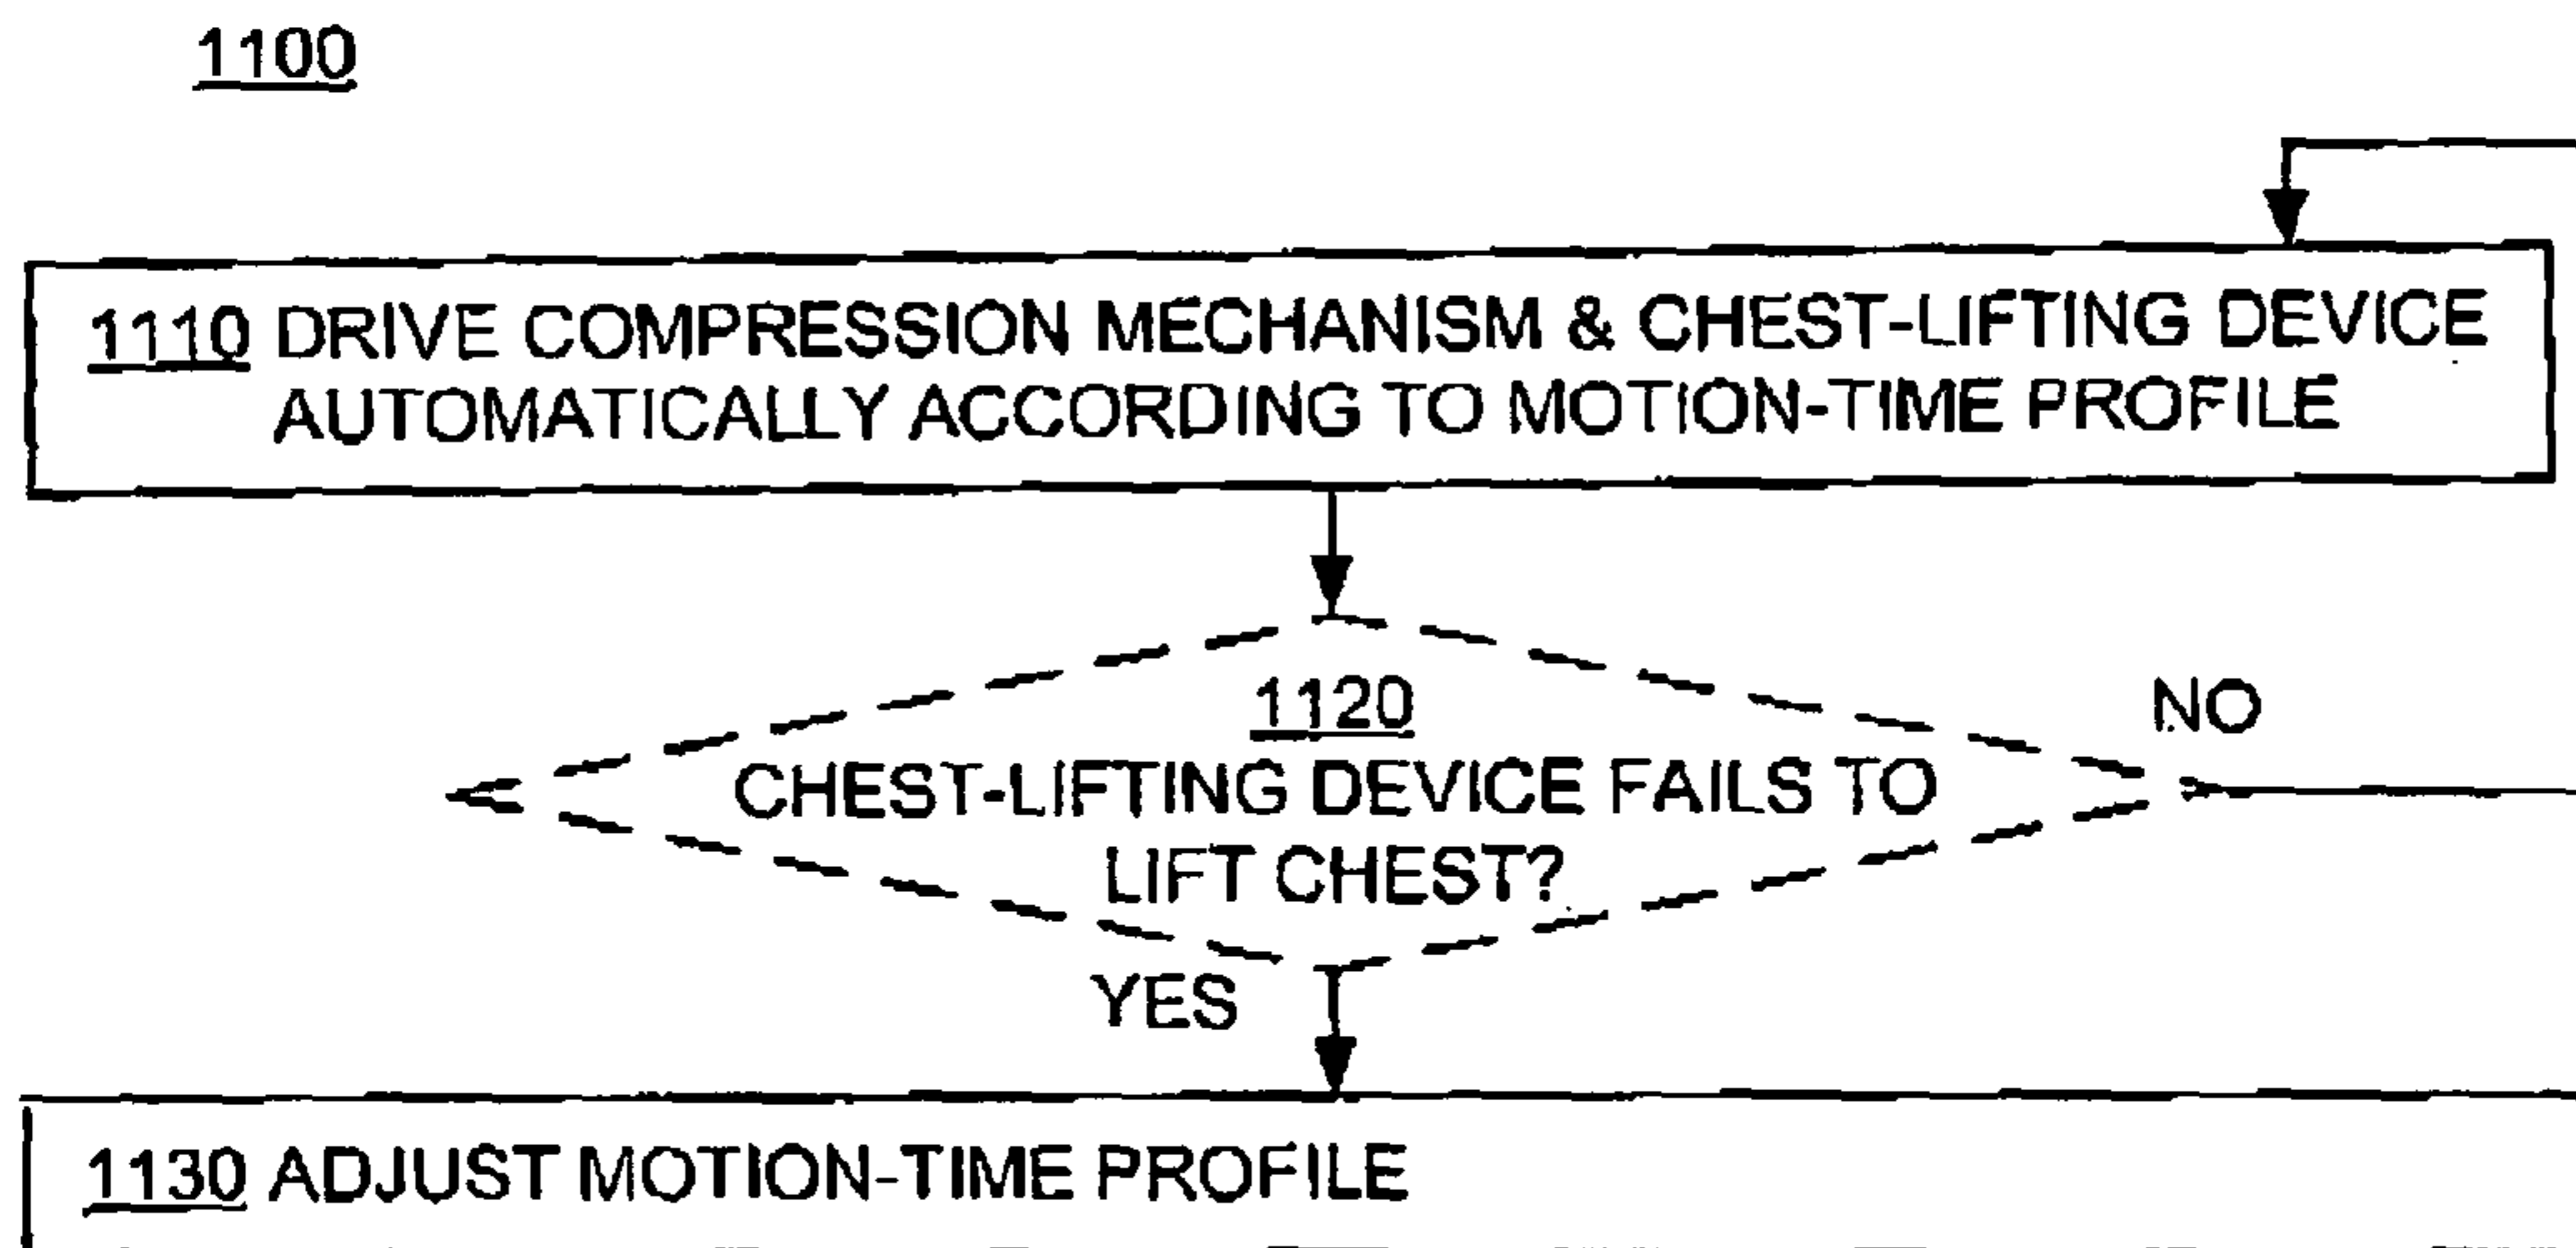 1100
1110 DRIVE COMPRESSION MECHANISM & CHEST-LIFTING DEVICE
AUTOMATICALLY ACCORDING TO MOTION-TIME PROFILE
1120
CHEST-LIFTING DEVICE FAILS TO
LIFT CHEST?
NO
YES
1130 ADJUST MOTION-TIME PROFILE